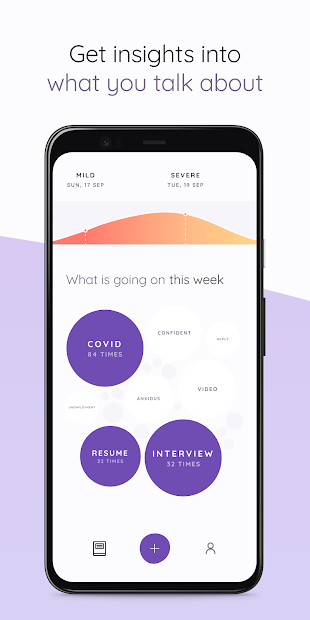 Get insights into
what you talk about
MILD
SUN, 17 SEP
SEVERE
TUE, 19 SEP
What is going on this week
COVID
84 TIMES
CONFIDENT
APPLY
VIDEO
ANXIOUS
UNEMPLOYMENT
RESUME
32 TIMES
INTERVIEW
32 TIMES